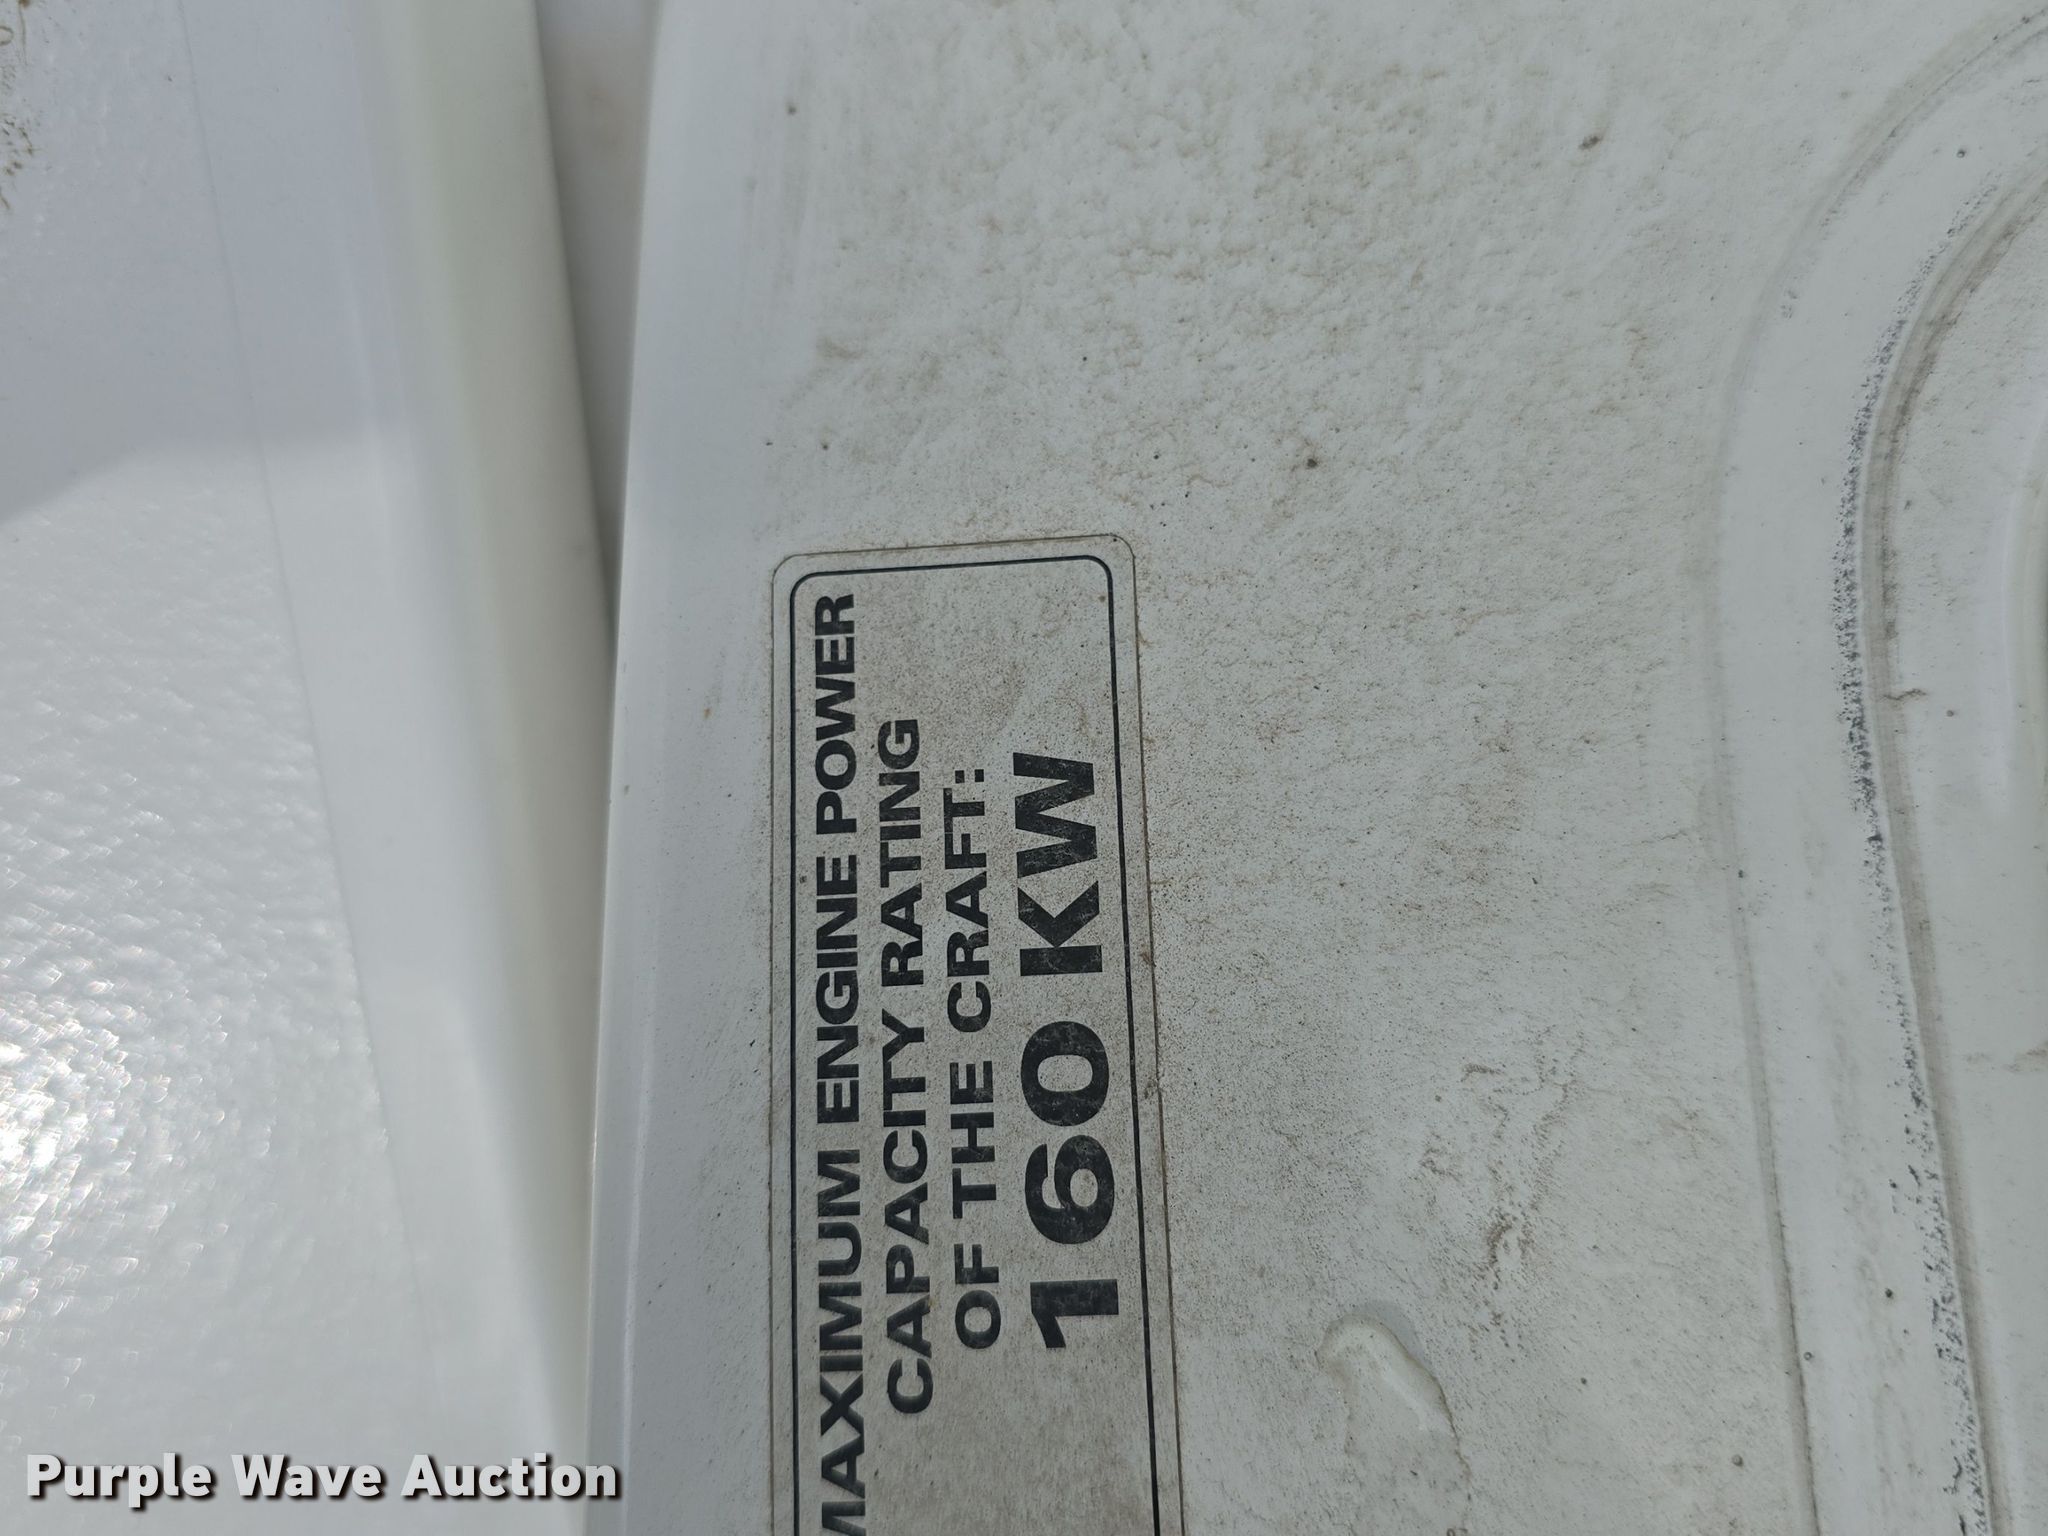 MAXIMUM ENGINE POWER
CAPACITY RATING
OF THE CRAFT:
160 KW
Purple Wave Auction